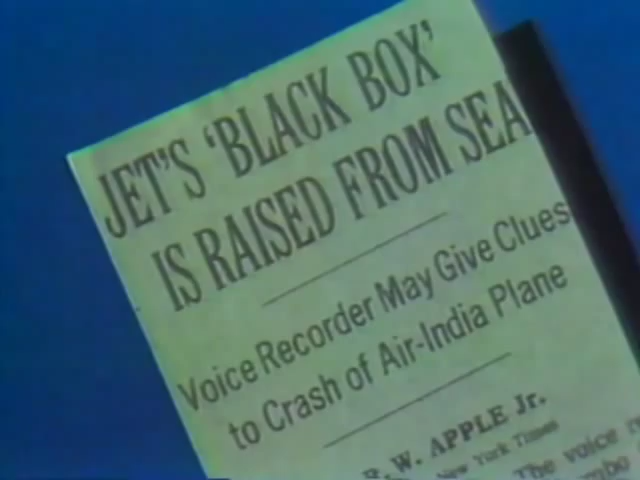 JET'S 'BLACK BOX'
IS RAISED FROM SEA
Voice Recorder May Give Clues
to Crash of Air-India Plane
R. W. APPLE Jr.
New York Times
The voice